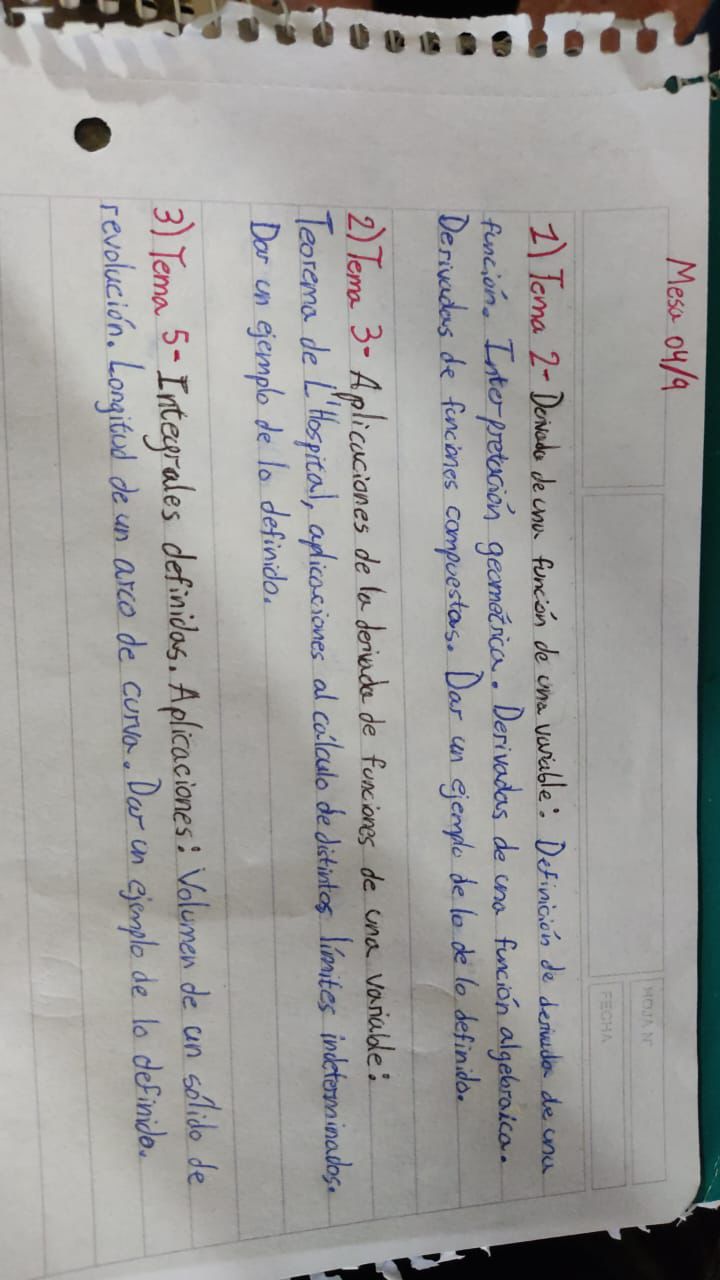 Mesa 04/9
HOJA N°
FECHA
1) Tema 2- Derivada de una función de una variable: Definición de derivada de una
función. Interpretación geométrica. Derivadas de una función algebraica.
Derivadas de funciones compuestas. Dar un ejemplo de lo de lo definido.
2) Tema 3- Aplicaciones de la derivada de funciones de una variable:
Teorema de L'Hospital, aplicaciones al cálculo de distintos límites indeterminados.
Dar un ejemplo de lo definido.
3) Tema 5- Integrales definidas. Aplicaciones: Volumen de un sólido de
revolución. Longitud de un arco de curva. Dar un ejemplo de lo definido.